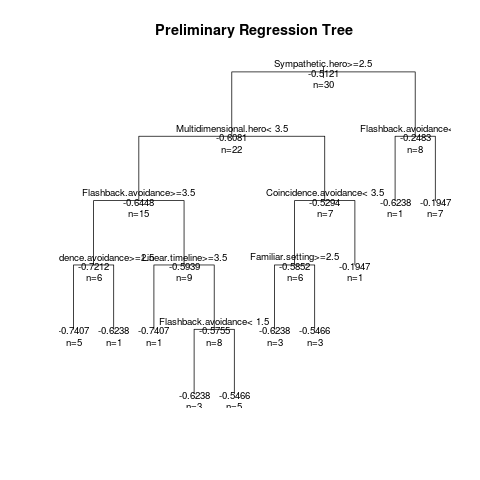 Preliminary Regression Tree
Sympathetic.hero>=2.5
-0.5121
n=30
Multidimensional.hero< 3.5
-0.6081
n=22
Flashback.avoidance<
-0.2483
n=8
Flashback.avoidance>=3.5
-0.6448
n=15
Coincidence.avoidance< 3.5
-0.5294
n=7
-0.6238
n=1
-0.1947
n=7
dence.avoidance>=2.5
-0.7212
n=6
Linear.timeline>=3.5
-0.5939
n=9
Familiar.setting>=2.5
-0.5852
n=6
-0.1947
n=1
-0.7407
n=5
-0.6238
n=1
-0.7407
n=1
Flashback.avoidance< 1.5
-0.5755
n=8
-0.6238
n=3
-0.5466
n=3
-0.6238
n=3
-0.5466
n=5